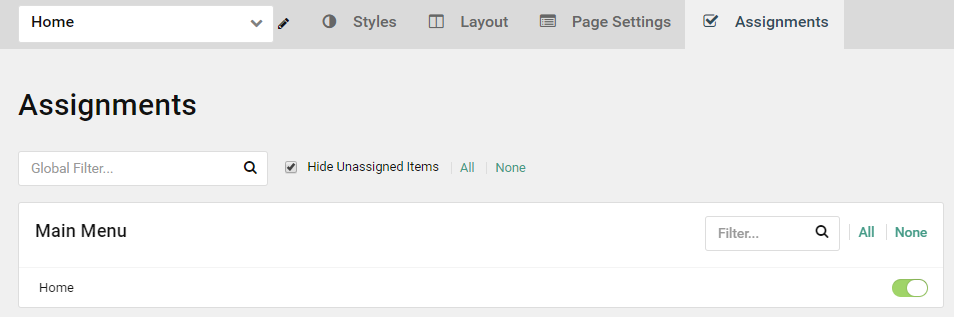 Home Styles Layout Page Settings Assignments
Assignments
Global Filter... Hide Unassigned Items All None
Main Menu Filter... All None
Home